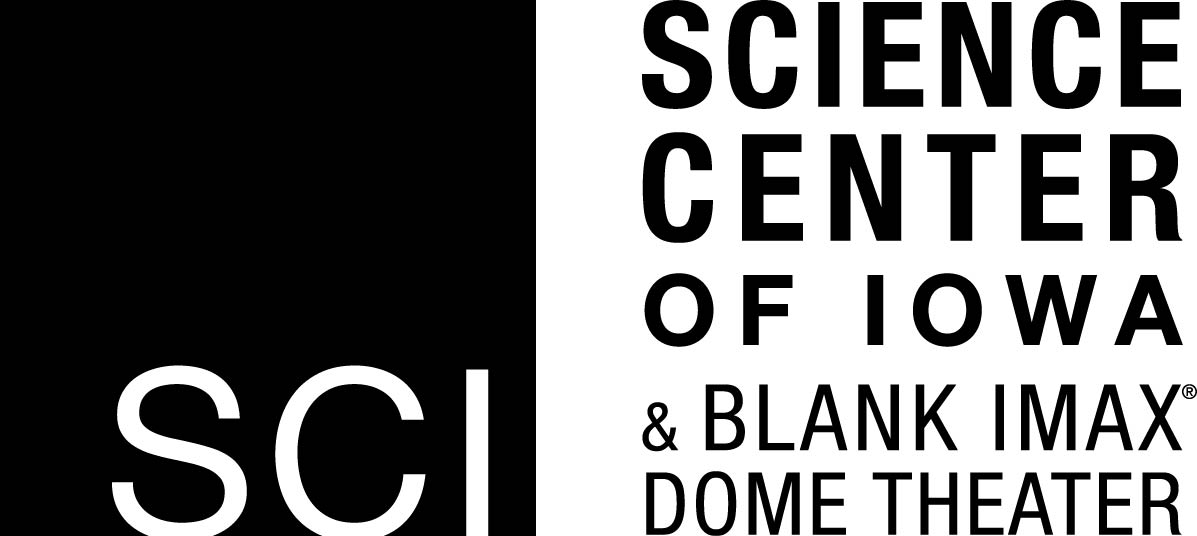 SCI
SCIENCE
CENTER
OF IOWA
& BLANK IMAX®
DOME THEATER